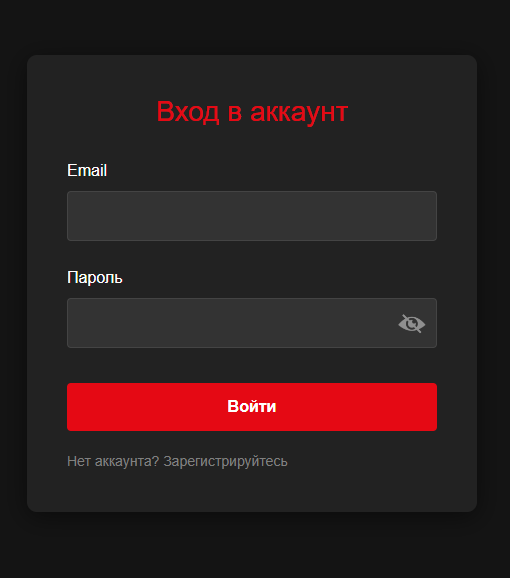 Вход в аккаунт
Email
Пароль
Войти
Нет аккаунта? Зарегистрируйтесь